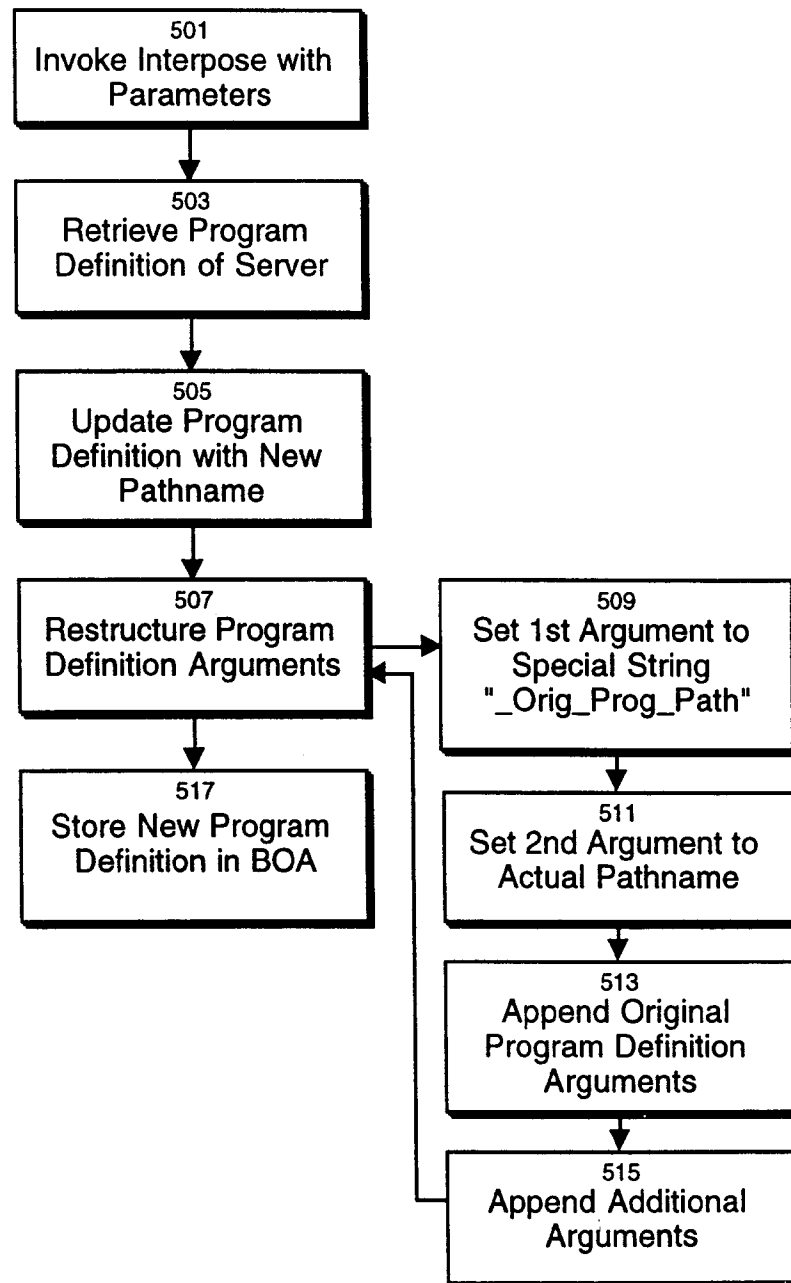 501
Invoke Interpose with
Parameters
503
Retrieve Program
Definition of Server
505
Update Program
Definition with New
Pathname
507
Restructure Program
Definition Arguments
509
Set 1st Argument to
Special String
"_Orig_Prog_Path"
511
Set 2nd Argument to
Actual Pathname
513
Append Original
Program Definition
Arguments
515
Append Additional
Arguments
517
Store New Program
Definition in BOA